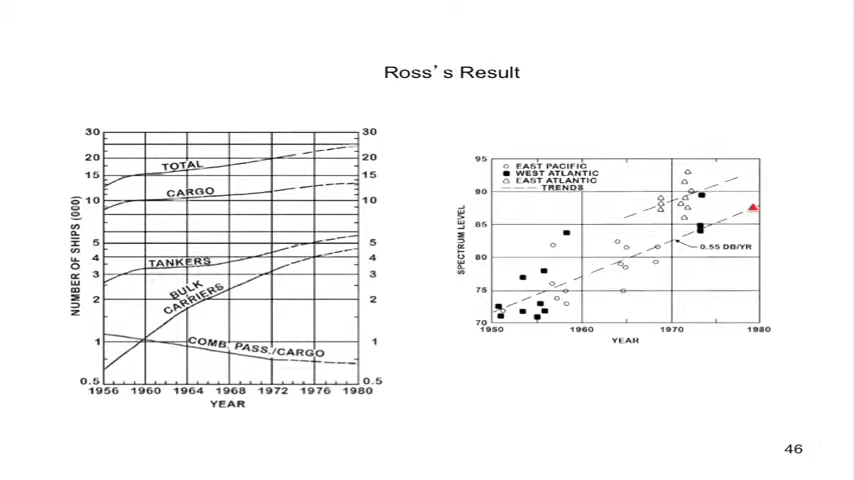 Ross's Result
30
20
15
10
5
4
3
2
1
0.5
NUMBER OF SHIPS (000)
TOTAL
CARGO
TANKERS
BULK
CARRIERS
COMB. PASS./CARGO
30
20
15
10
5
4
3
2
1
0.5
1956 1960 1964 1968 1972 1976 1980
YEAR
95
90
85
80
75
70
SPECTRUM LEVEL
EAST PACIFIC
WEST ATLANTIC
EAST ATLANTIC
TRENDS
0.55 DB/YR
1950 1960 1970 1980
YEAR
46